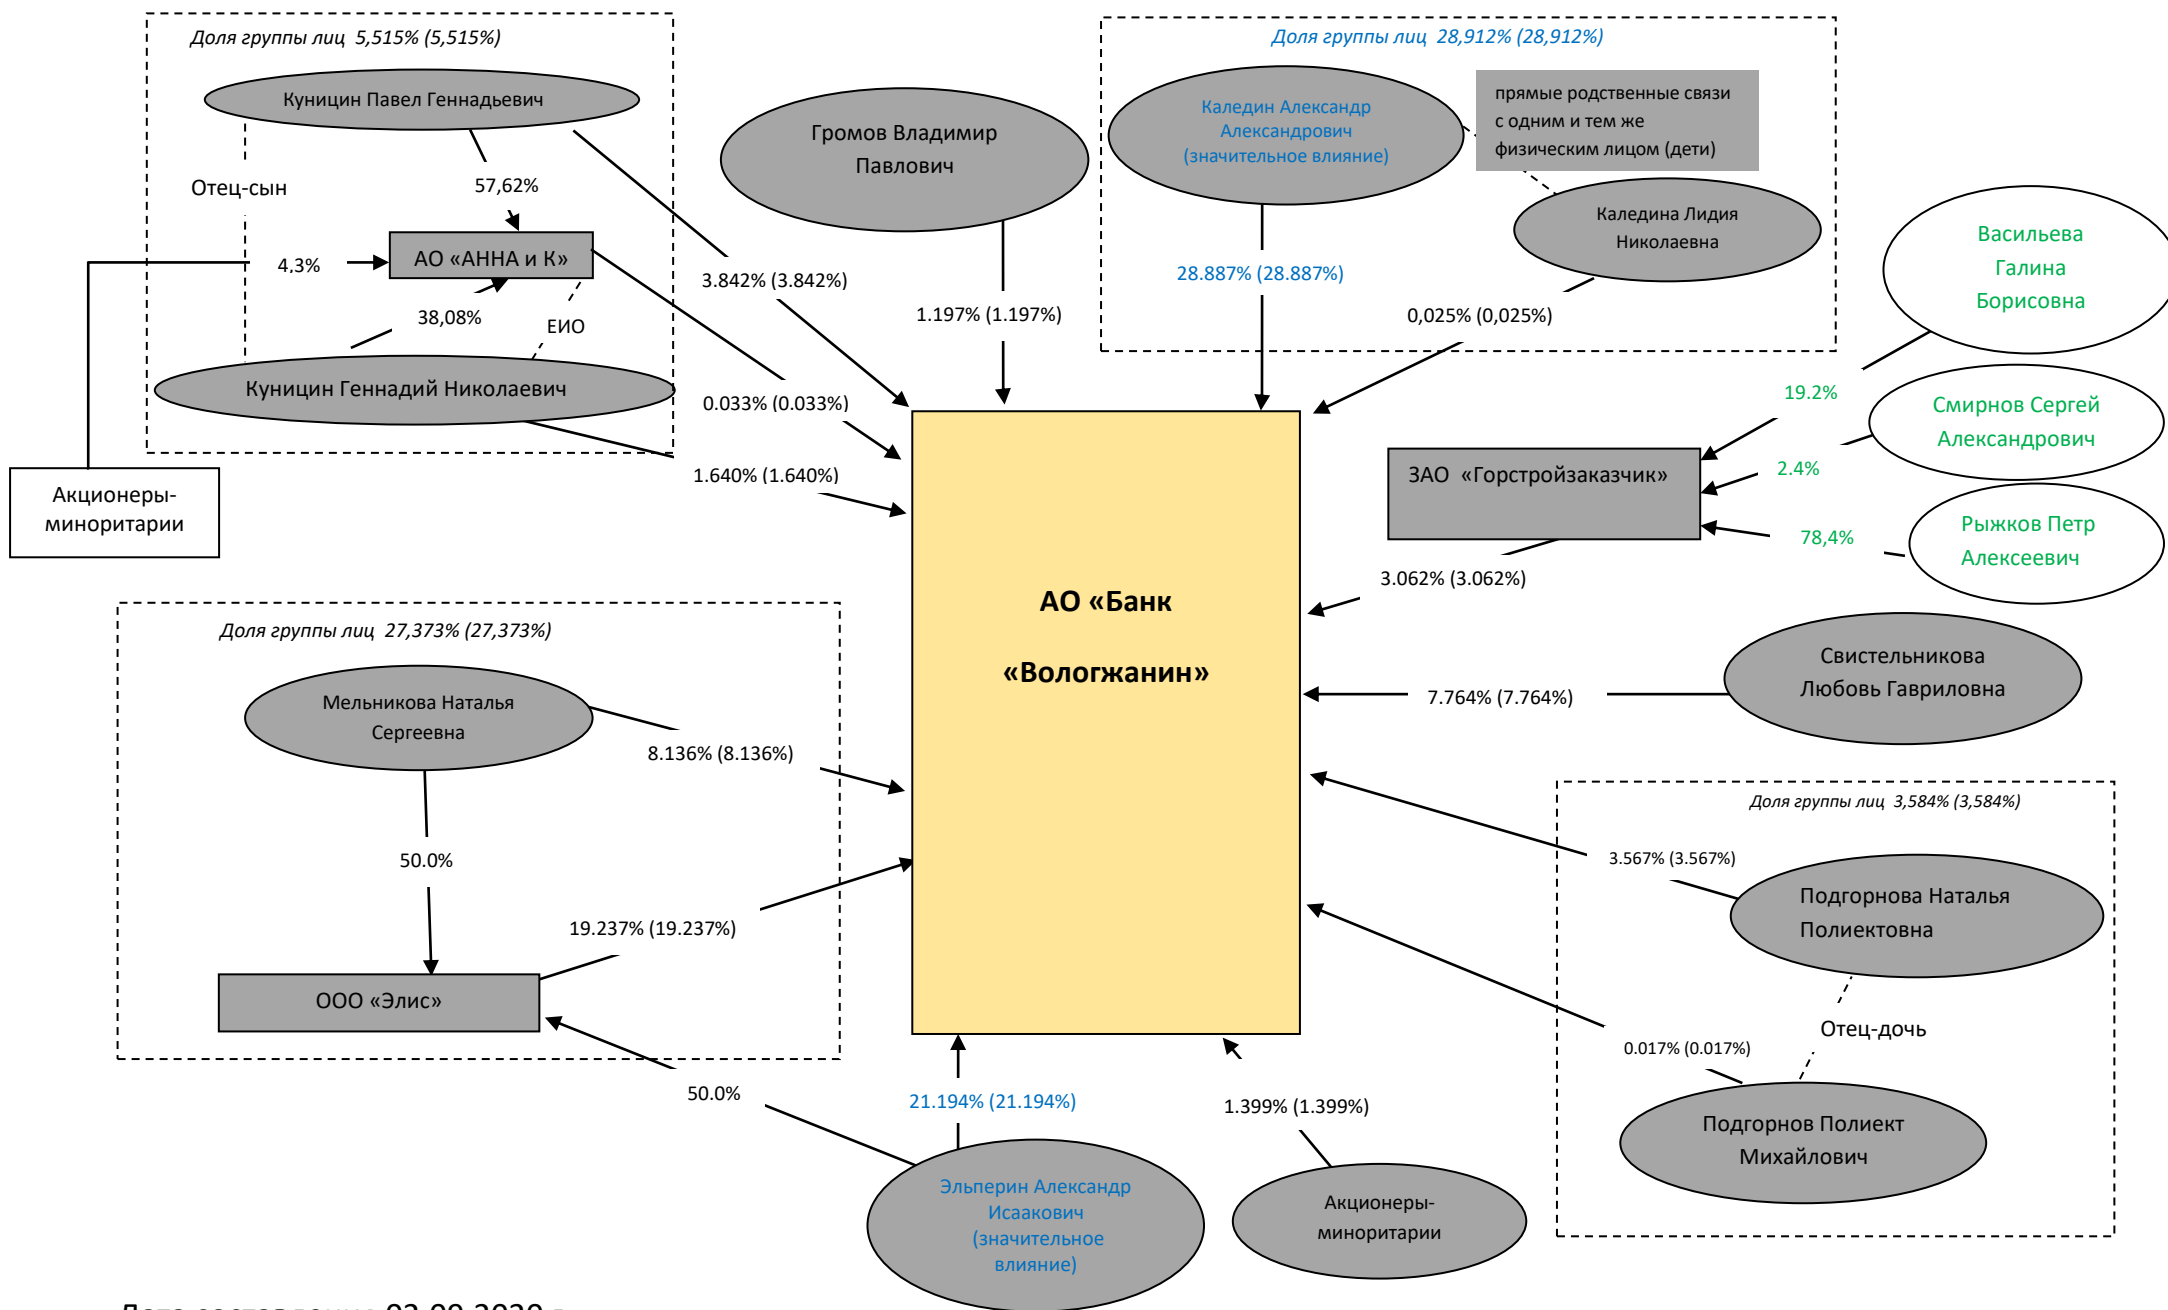 Доля группы лиц 5,515% (5,515%)
Куницин Павел Геннадьевич
Отец-сын
57,62%
АО «АННА и К»
4,3%
38,08%
ЕИО
Куницин Геннадий Николаевич
Акционеры-
миноритарии
3.842% (3.842%)
0.033% (0.033%)
1.640% (1.640%)
Громов Владимир
Павлович
1.197% (1.197%)
Доля группы лиц 28,912% (28,912%)
Каледин Александр
Александрович
(значительное влияние)
прямые родственные связи
с одним и тем же
физическим лицом (дети)
Каледина Лидия
Николаевна
28.887% (28.887%)
0,025% (0,025%)
Васильева
Галина
Борисовна
19.2%
Смирнов Сергей
Александрович
2.4%
ЗАО «Горстройзаказчик»
Рыжков Петр
Алексеевич
78,4%
3.062% (3.062%)
АО «Банк
«Вологжанин»
Свистельникова
Любовь Гавриловна
7.764% (7.764%)
Доля группы лиц 27,373% (27,373%)
Мельникова Наталья
Сергеевна
8.136% (8.136%)
50.0%
19.237% (19.237%)
ООО «Элис»
50.0%
21.194% (21.194%)
Эльперин Александр
Исаакович
(значительное
влияние)
1.399% (1.399%)
Акционеры-
миноритарии
Доля группы лиц 3,584% (3,584%)
3.567% (3.567%)
Подгорнова Наталья
Полиектовна
Отец-дочь
0.017% (0.017%)
Подгорнов Полиект
Михайлович
Дата составления 03.09.2020 г.